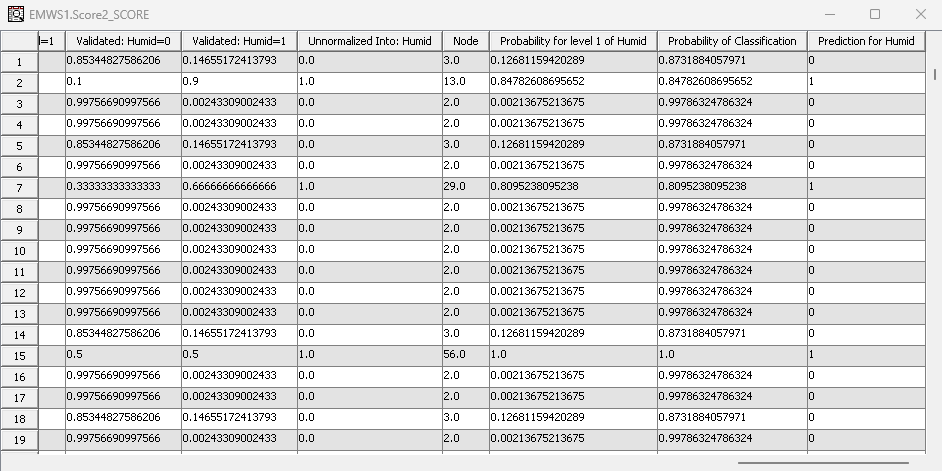 EMWS1.Score2_SCORE
l=1 Validated: Humid=0 Validated: Humid=1 Unnormalized Into: Humid Node Probability for level 1 of Humid Probability of Classification Prediction for Humid
1 0.85344827586206 0.14655172413793 0.0 3.0 0.12681159420289 0.8731884057971 0
2 0.1 0.9 1.0 13.0 0.84782608695652 0.84782608695652 1
3 0.99756690997566 0.00243309002433 0.0 2.0 0.00213675213675 0.99786324786324 0
4 0.99756690997566 0.00243309002433 0.0 2.0 0.00213675213675 0.99786324786324 0
5 0.85344827586206 0.14655172413793 0.0 3.0 0.12681159420289 0.8731884057971 0
6 0.99756690997566 0.00243309002433 0.0 2.0 0.00213675213675 0.99786324786324 0
7 0.33333333333333 0.66666666666666 1.0 29.0 0.8095238095238 0.8095238095238 1
8 0.99756690997566 0.00243309002433 0.0 2.0 0.00213675213675 0.99786324786324 0
9 0.99756690997566 0.00243309002433 0.0 2.0 0.00213675213675 0.99786324786324 0
10 0.99756690997566 0.00243309002433 0.0 2.0 0.00213675213675 0.99786324786324 0
11 0.99756690997566 0.00243309002433 0.0 2.0 0.00213675213675 0.99786324786324 0
12 0.99756690997566 0.00243309002433 0.0 2.0 0.00213675213675 0.99786324786324 0
13 0.99756690997566 0.00243309002433 0.0 2.0 0.00213675213675 0.99786324786324 0
14 0.85344827586206 0.14655172413793 0.0 3.0 0.12681159420289 0.8731884057971 0
15 0.5 0.5 1.0 56.0 1.0 1.0 1
16 0.99756690997566 0.00243309002433 0.0 2.0 0.00213675213675 0.99786324786324 0
17 0.99756690997566 0.00243309002433 0.0 2.0 0.00213675213675 0.99786324786324 0
18 0.85344827586206 0.14655172413793 0.0 3.0 0.12681159420289 0.8731884057971 0
19 0.99756690997566 0.00243309002433 0.0 2.0 0.00213675213675 0.99786324786324 0